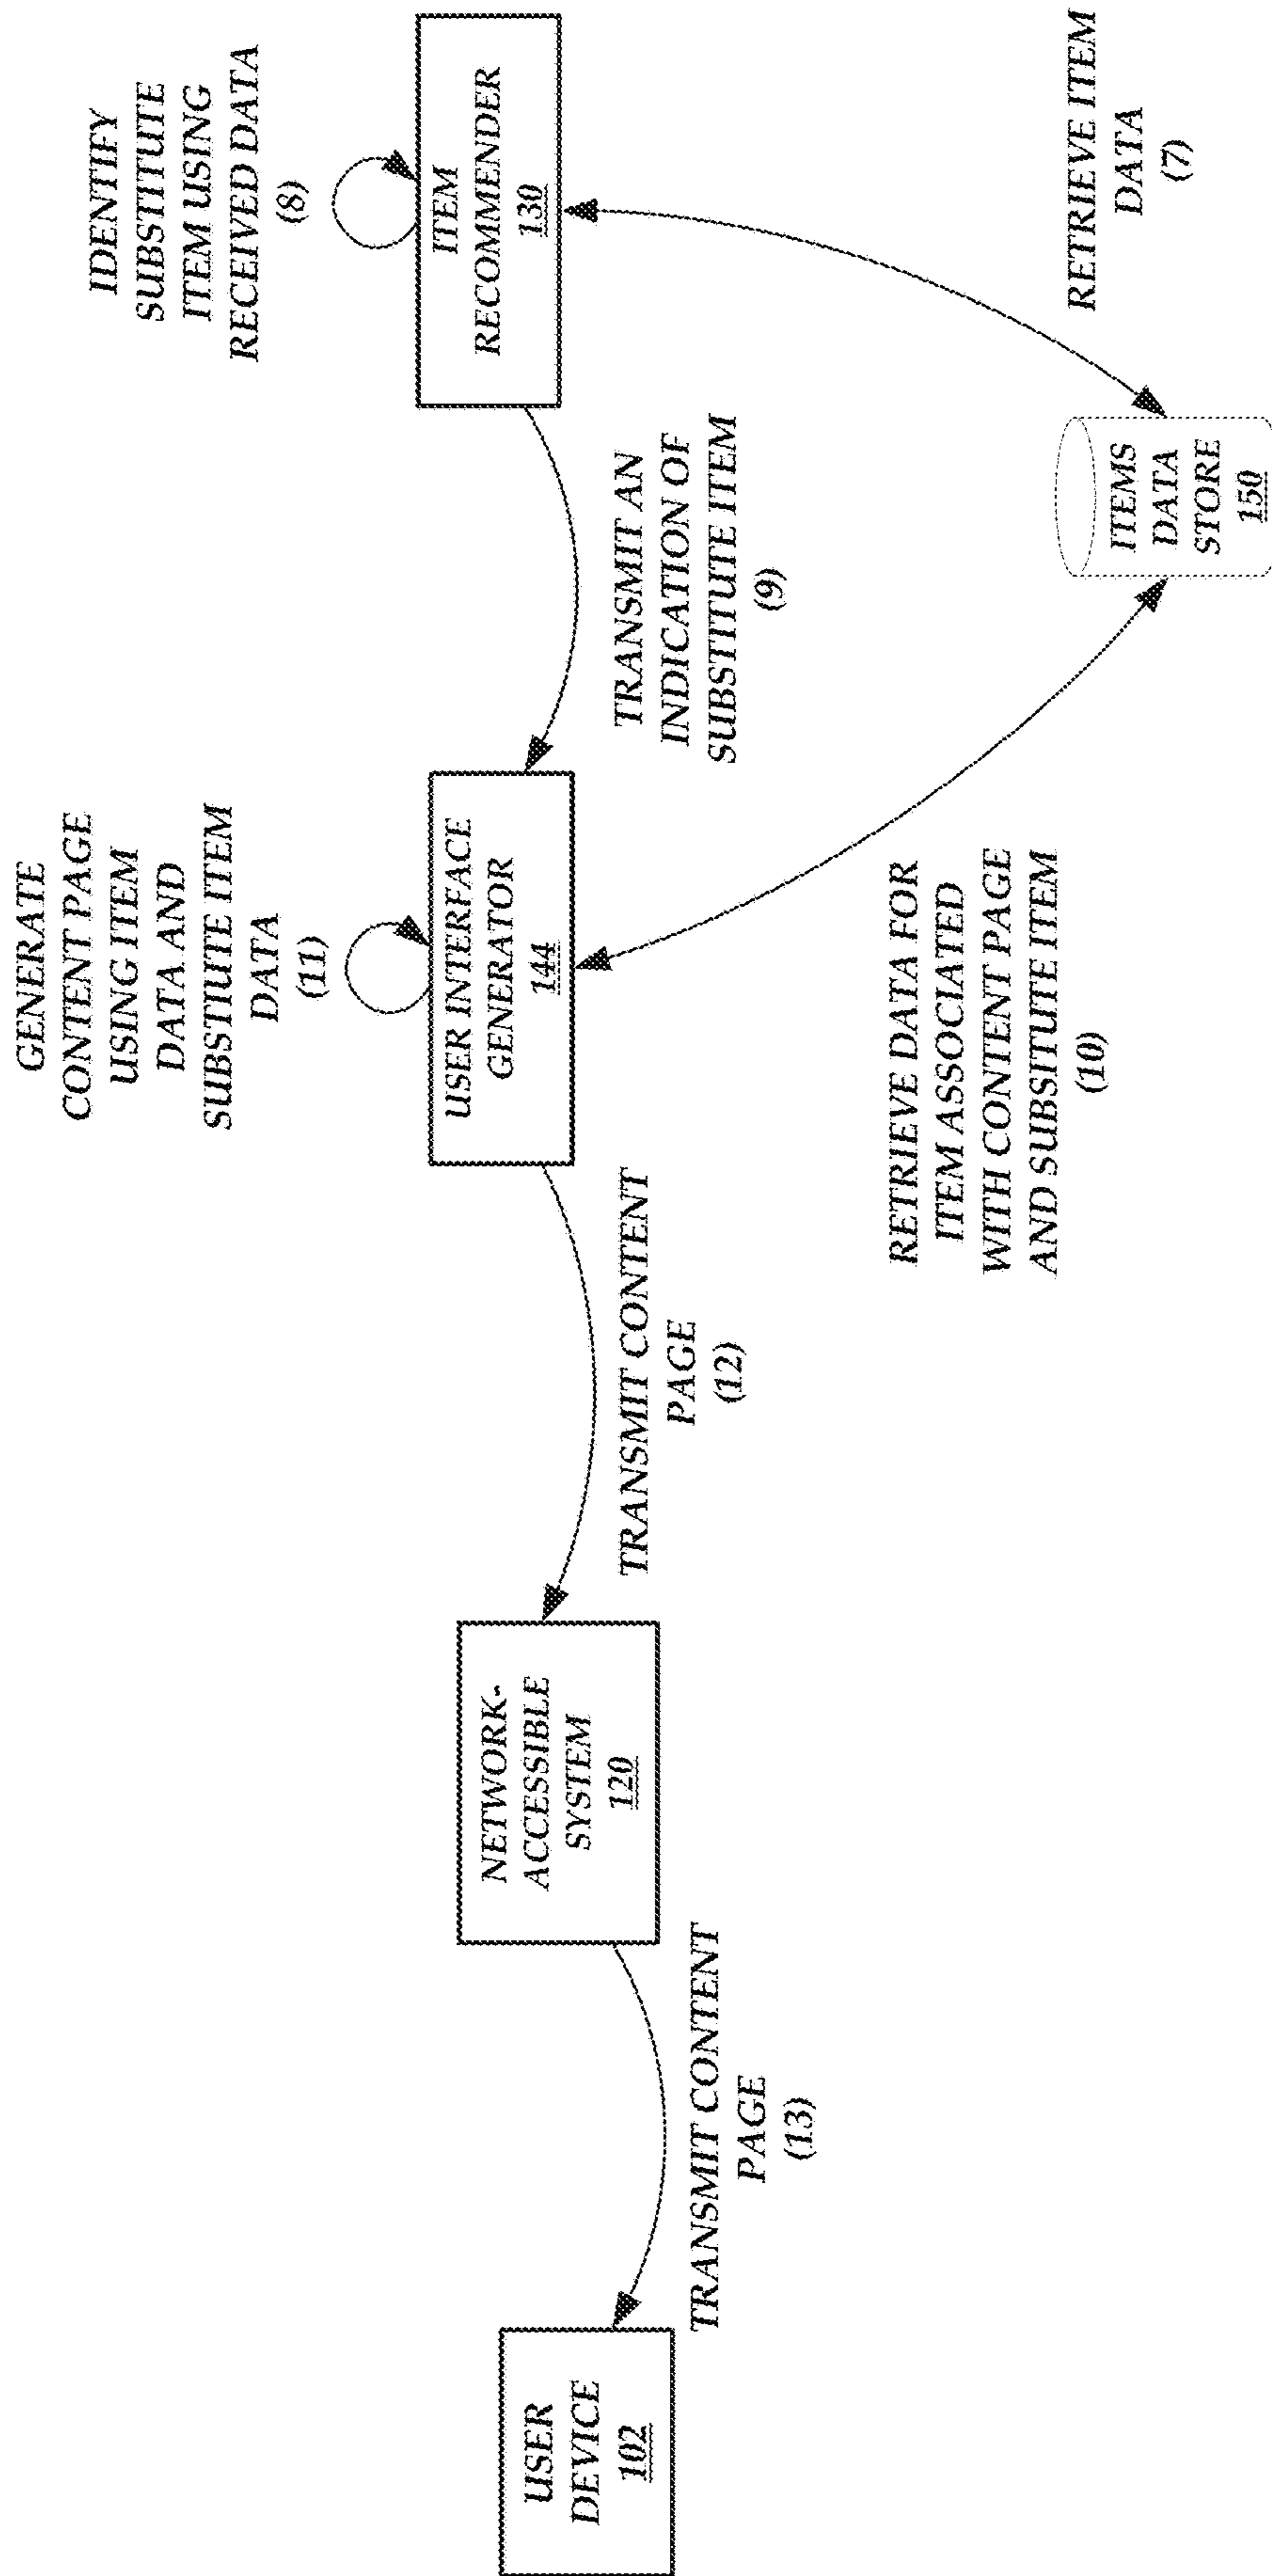 IDENTIFY
SUBSTITUTE
ITEM USING
RECEIVED DATA
(8)
ITEM
RECOMMENDER
130
RETRIEVE ITEM
DATA
(7)
TRANSMIT AN
INDICATION OF
SUBSTITUTE ITEM
(9)
ITEMS
DATA
STORE
150
GENERATE
CONTENT PAGE
USING ITEM
DATA AND
SUBSTITUTE ITEM
DATA
(11)
USER INTERFACE
GENERATOR
144
RETRIEVE DATA FOR
ITEM ASSOCIATED
WITH CONTENT PAGE
AND SUBSITUTE ITEM
(10)
TRANSMIT CONTENT
PAGE
(12)
NETWORK-
ACCESSIBLE
SYSTEM
120
TRANSMIT CONTENT
PAGE
(13)
USER
DEVICE
102